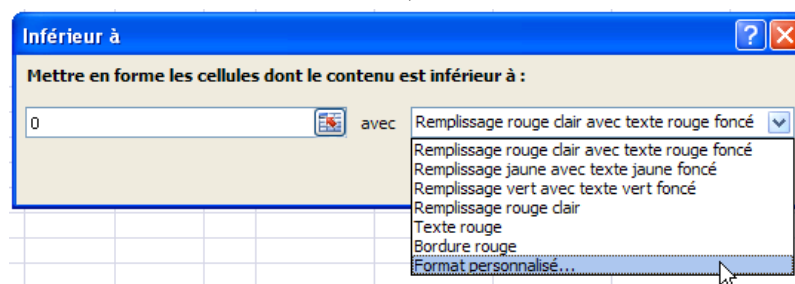 Inférieur à
Mettre en forme les cellules dont le contenu est inférieur à :
0 avec Remplissage rouge clair avec texte rouge foncé
Remplissage rouge clair avec texte rouge foncé
Remplissage jaune avec texte jaune foncé
Remplissage vert avec texte vert foncé
Remplissage rouge clair
Texte rouge
Bordure rouge
Format personnalisé...